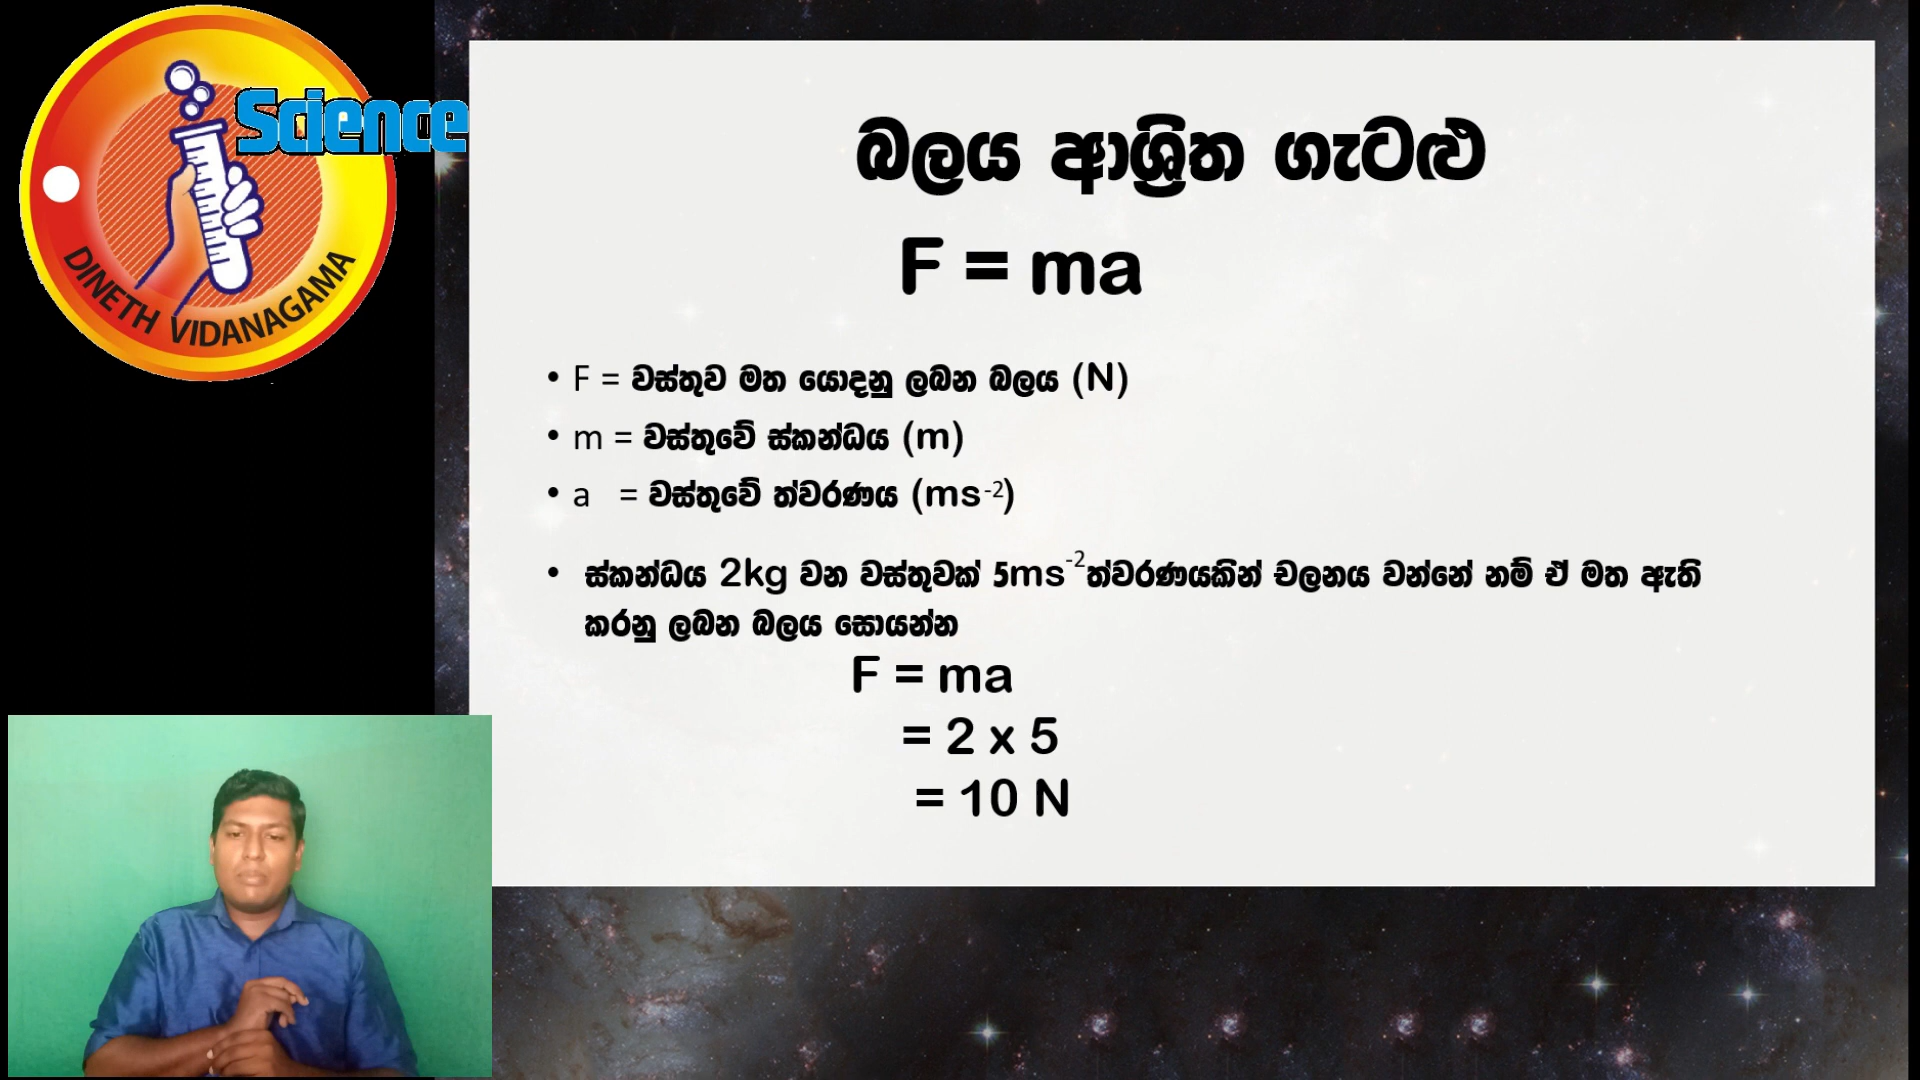 Science
DINETH VIDANAGAMA
බලය ආශ්‍රිත ගැටළු
F = ma
• F = වස්තුව මත යොදනු ලබන බලය (N)
• m = වස්තුවේ ස්කන්ධය (m)
• a = වස්තුවේ ත්වරණය (ms-2)
• ස්කන්ධය 2kg වන වස්තුවක් 5ms-2ත්වරණයකින් චලනය වන්නේ නම් ඒ මත ඇති
කරනු ලබන බලය සොයන්න
F = ma
= 2 x 5
= 10 N